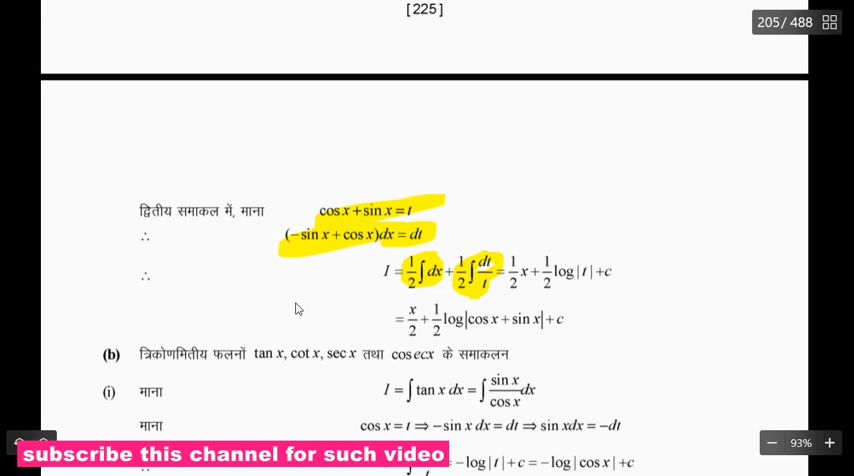 [225]
205 / 488
द्वितीय समाकल में, माना cos x + sin x = t
∴ (−sin x + cos x)dx = dt
∴ I = 1/2 ∫ dx + 1/2 ∫ dt/t = 1/2 x + 1/2 log | t | + c
= x/2 + 1/2 log|cos x + sin x| + c
(b) त्रिकोणमितीय फलनों tan x, cot x, sec x तथा cosecx के समाकलन
(i) माना I = ∫ tan x dx = ∫ sin x/cos x dx
माना cos x = t ⇒ −sin x dx = dt ⇒ sin xdx = −dt
93%
= −log | t | + c = −log | cos x | + c
subscribe this channel for such video